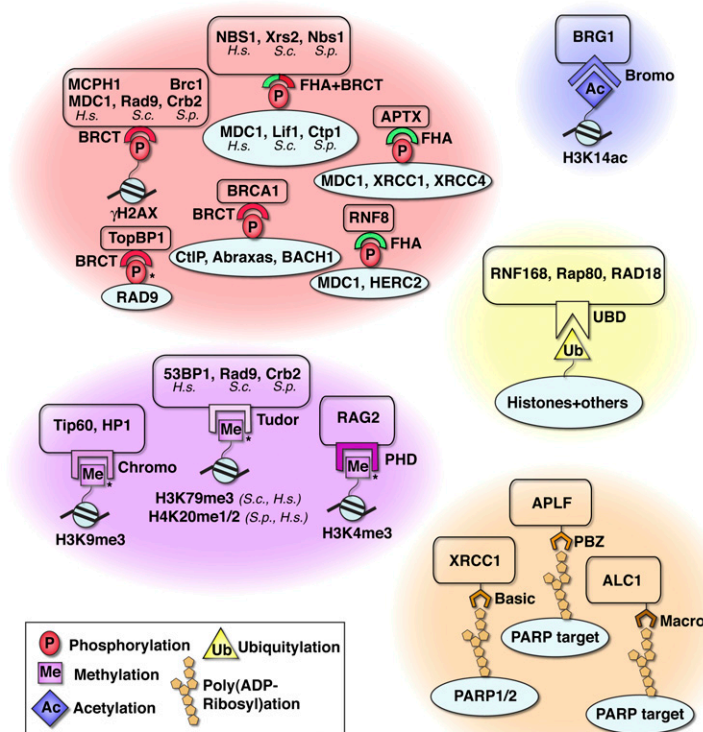 NBS1, Xrs2, Nbs1
H.s. S.c. S.p.
FHA+BRCT
P
MDC1, Lif1, Ctp1
H.s. S.c. S.p.
MCPH1 Brc1
MDC1, Rad9, Crb2
H.s. S.c. S.p.
BRCT
P
γH2AX
APTX
FHA
P
MDC1, XRCC1, XRCC4
BRCA1
BRCT
P
CtIP, Abraxas, BACH1
RNF8
FHA
P
MDC1, HERC2
TopBP1
BRCT
P *
RAD9
BRG1
Bromo
Ac
H3K14ac
RNF168, Rap80, RAD18
UBD
Ub
Histones+others
53BP1, Rad9, Crb2
H.s. S.c. S.p.
Tudor
Me *
H3K79me3 (S.c., H.s.)
H4K20me1/2 (S.p., H.s.)
Tip60, HP1
Me Chromo
*
H3K9me3
RAG2
PHD
Me *
H3K4me3
APLF
PBZ
PARP target
XRCC1
Basic
PARP1/2
ALC1
Macro
PARP target
P Phosphorylation
Ub Ubiquitylation
Me Methylation
Poly(ADP-
Ribosyl)ation
Ac Acetylation